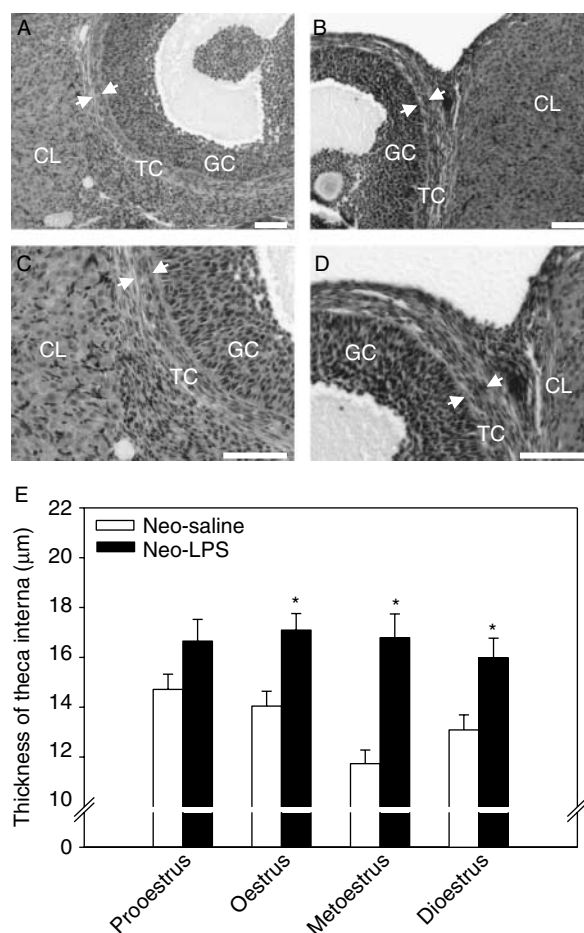 A
CL
TC
GC
B
GC
TC
CL
C
CL
TC
GC
D
GC
TC
CL
E
Thickness of theca interna (μm)
22
20
18
16
14
12
10
0
Neo-saline
Neo-LPS
*
*
*
Prooestrus
Oestrus
Metoestrus
Dioestrus